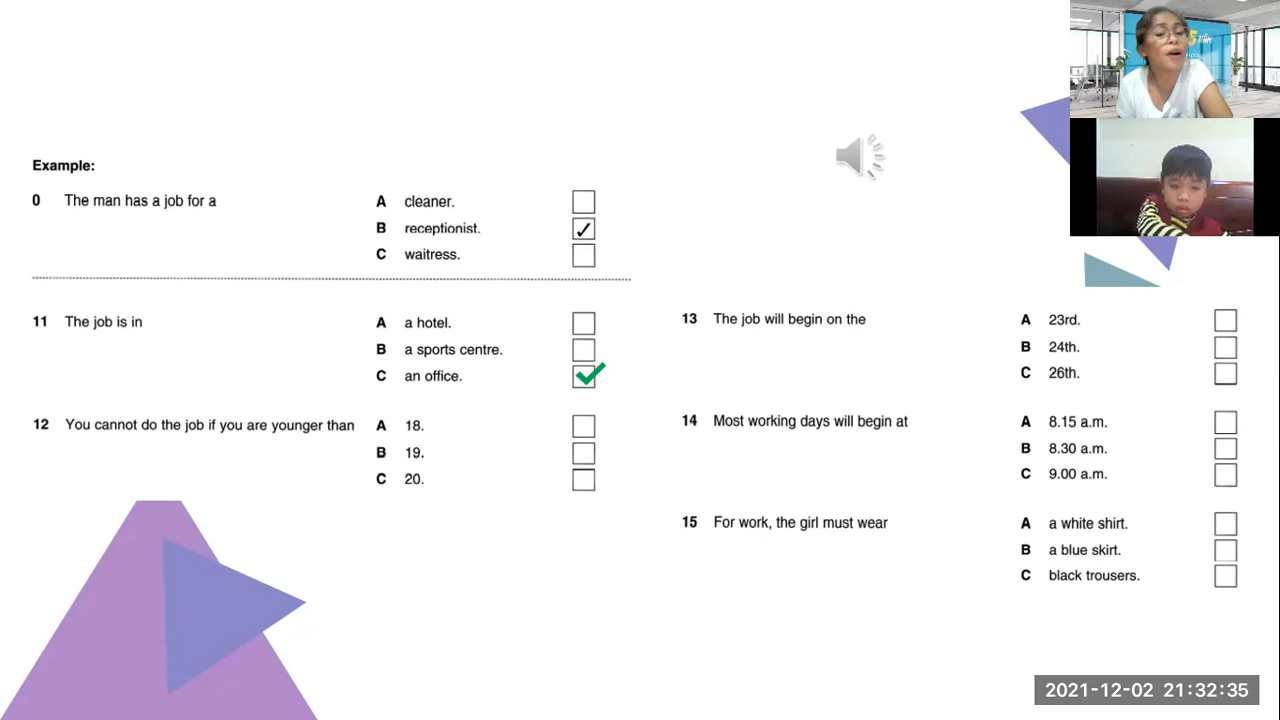 5 min
Example:
0 The man has a job for a A cleaner.
B receptionist. ✓
C waitress.
11 The job is in A a hotel.
B a sports centre.
C an office.
12 You cannot do the job if you are younger than A 18.
B 19.
C 20.
13 The job will begin on the A 23rd.
B 24th.
C 26th.
14 Most working days will begin at A 8.15 a.m.
B 8.30 a.m.
C 9.00 a.m.
15 For work, the girl must wear A a white shirt.
B a blue skirt.
C black trousers.
2021-12-02 21:32:35